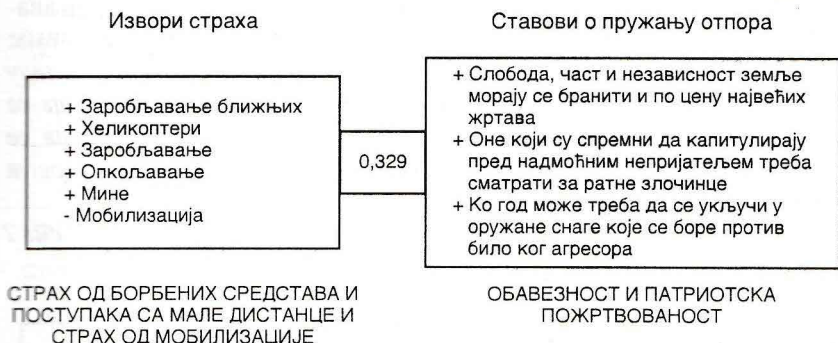 Извори страха
Ставови о пружању отпора
+ Заробљавање ближњих
+ Хеликоптери
+ Заробљавање
+ Опкољавање
+ Мине
- Мобилизација
0,329
+ Слобода, част и независност земље
морају се бранити и по цену највећих
жртава
+ Оне који су спремни да капитулирају
пред надмоћним непријатељем треба
сматрати за ратне злочинце
+ Ко год може треба да се укључи у
оружане снаге које се боре против
било ког агресора
СТРАХ ОД БОРБЕНИХ СРЕДСТАВА И
ПОСТУПАКА СА МАЛЕ ДИСТАНЦЕ И
СТРАХ ОД МОБИЛИЗАЦИЈЕ
ОБАВЕЗНОСТ И ПАТРИОТСКА
ПОЖРТВОВАНОСТ